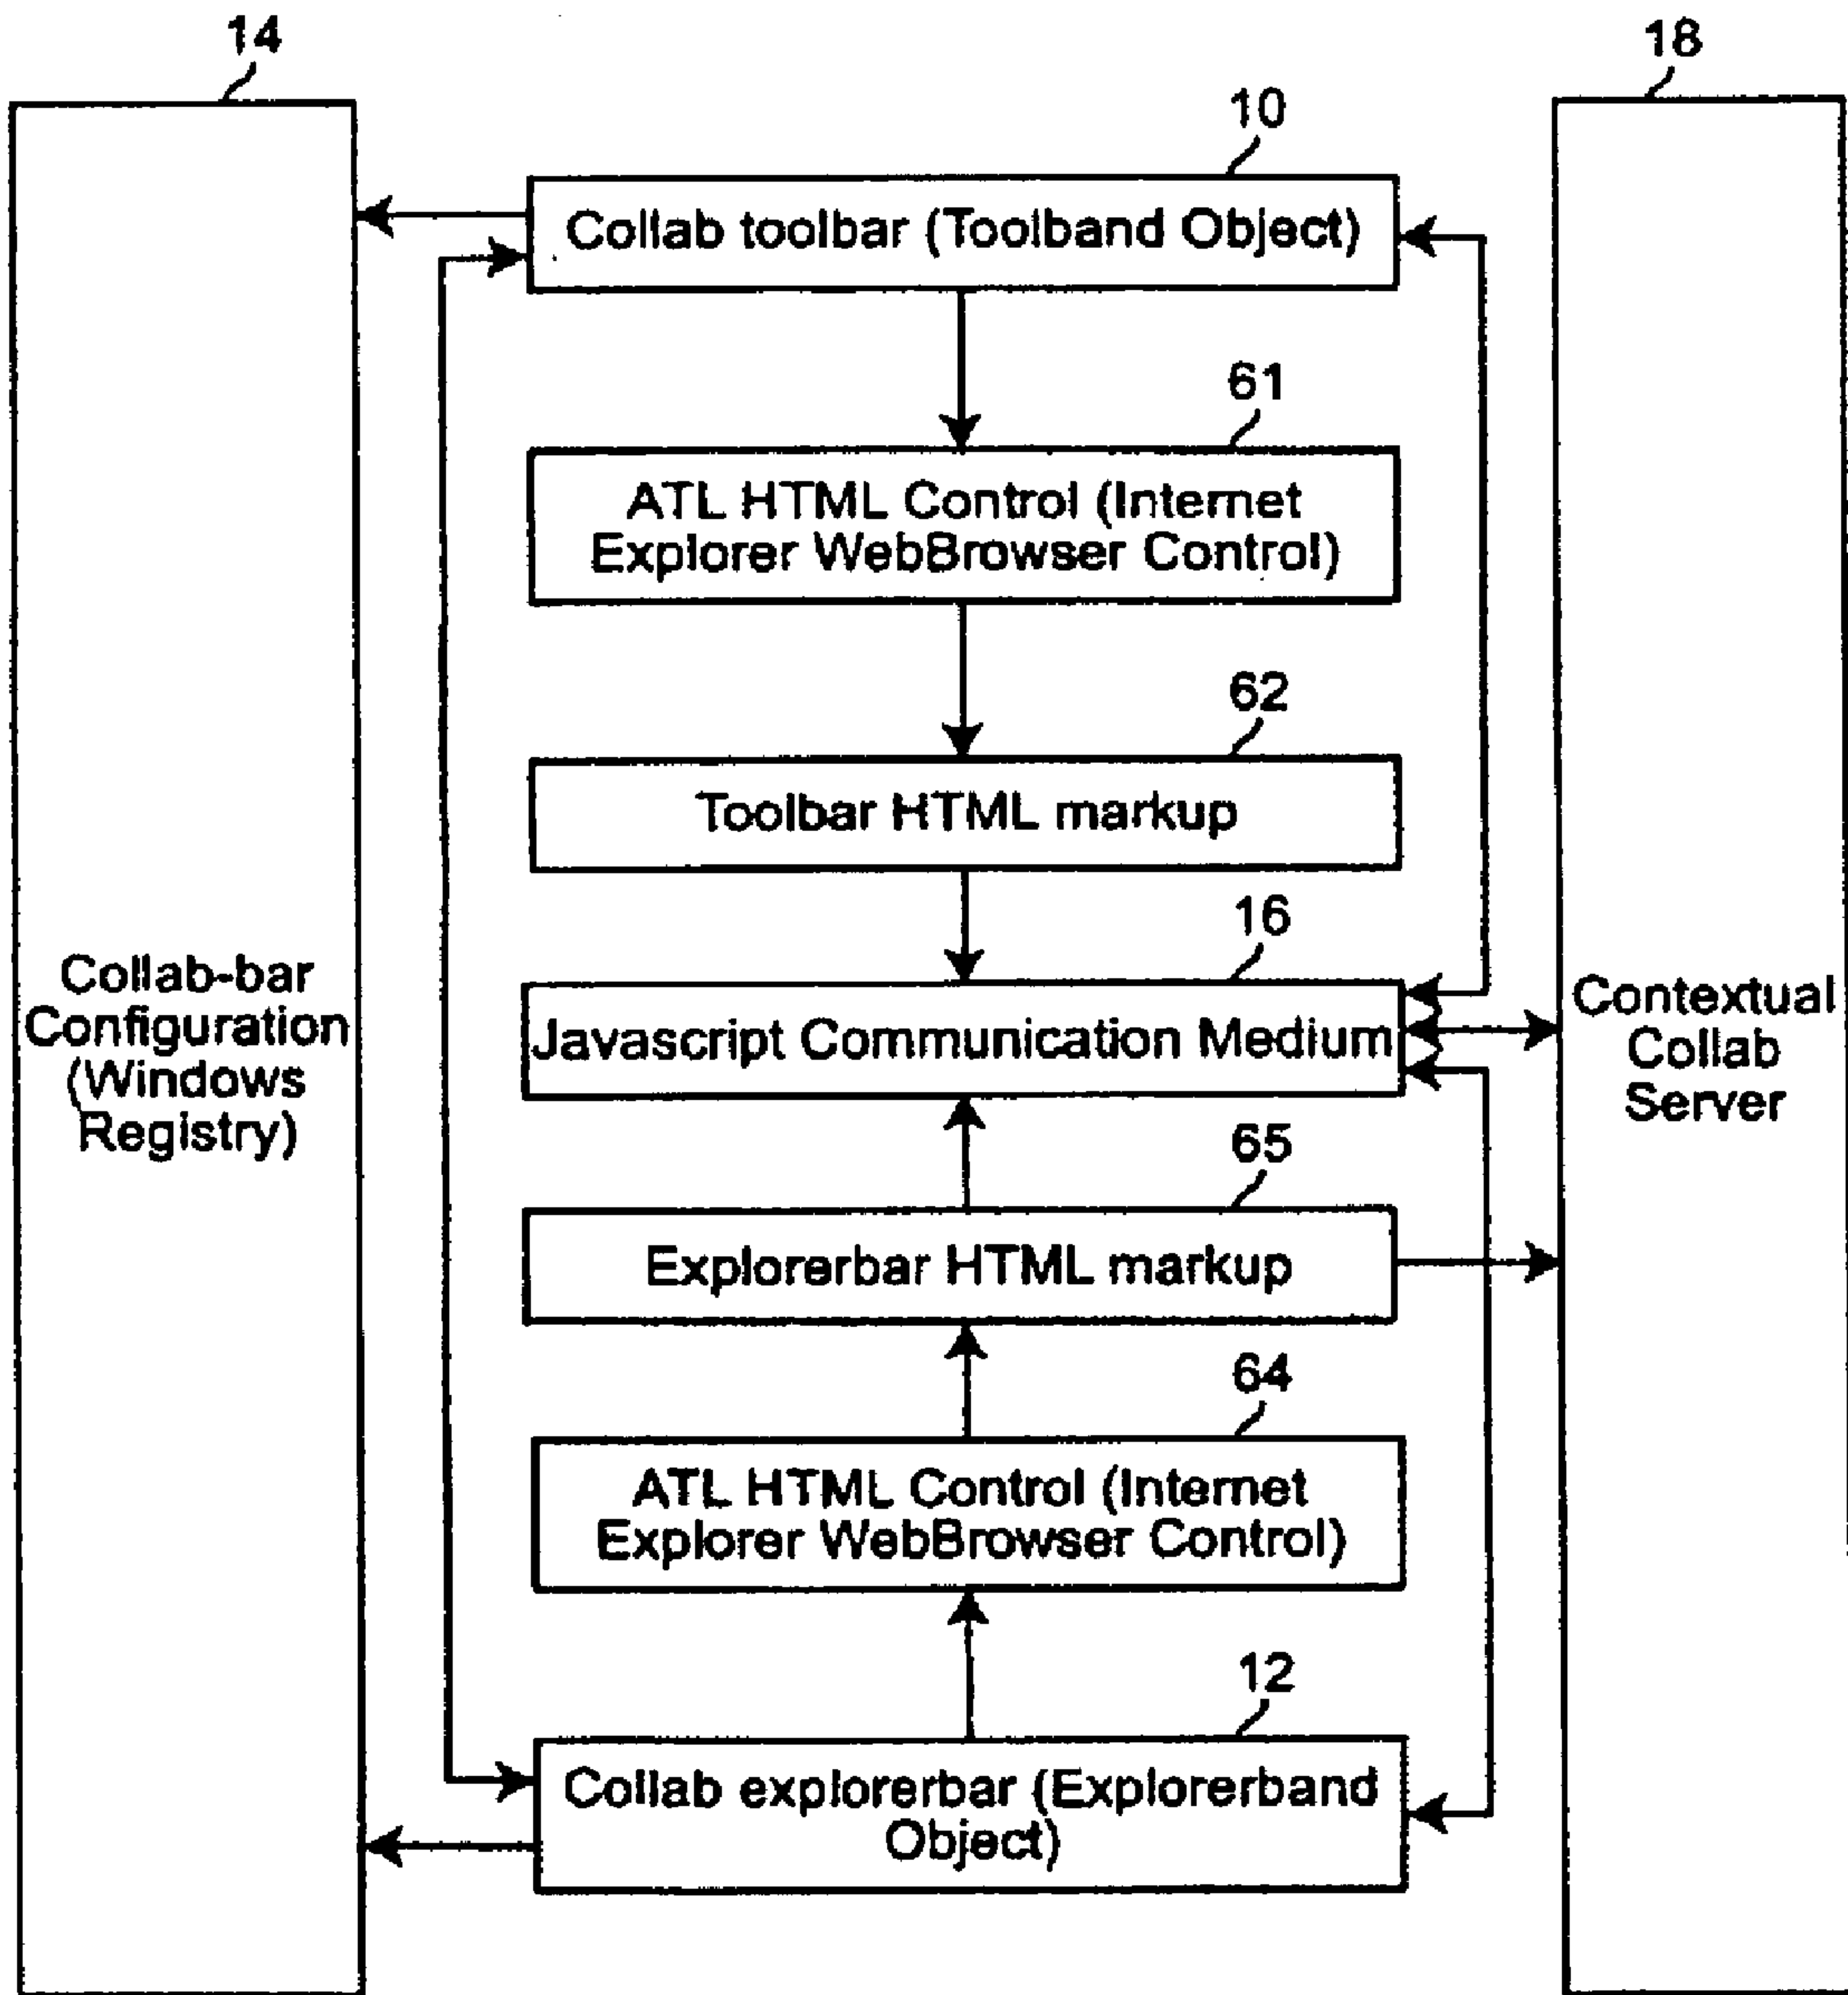 14
18
10
Collab toolbar (Toolband Object)
61
ATL HTML Control (Internet
Explorer WebBrowser Control)
62
Toolbar HTML markup
16
Collab-bar
Configuration
(Windows
Registry)
Javascript Communication Medium
Contextual
Collab
Server
65
Explorerbar HTML markup
64
ATL HTML Control (Internet
Explorer WebBrowser Control)
12
Collab explorerbar (Explorerband
Object)